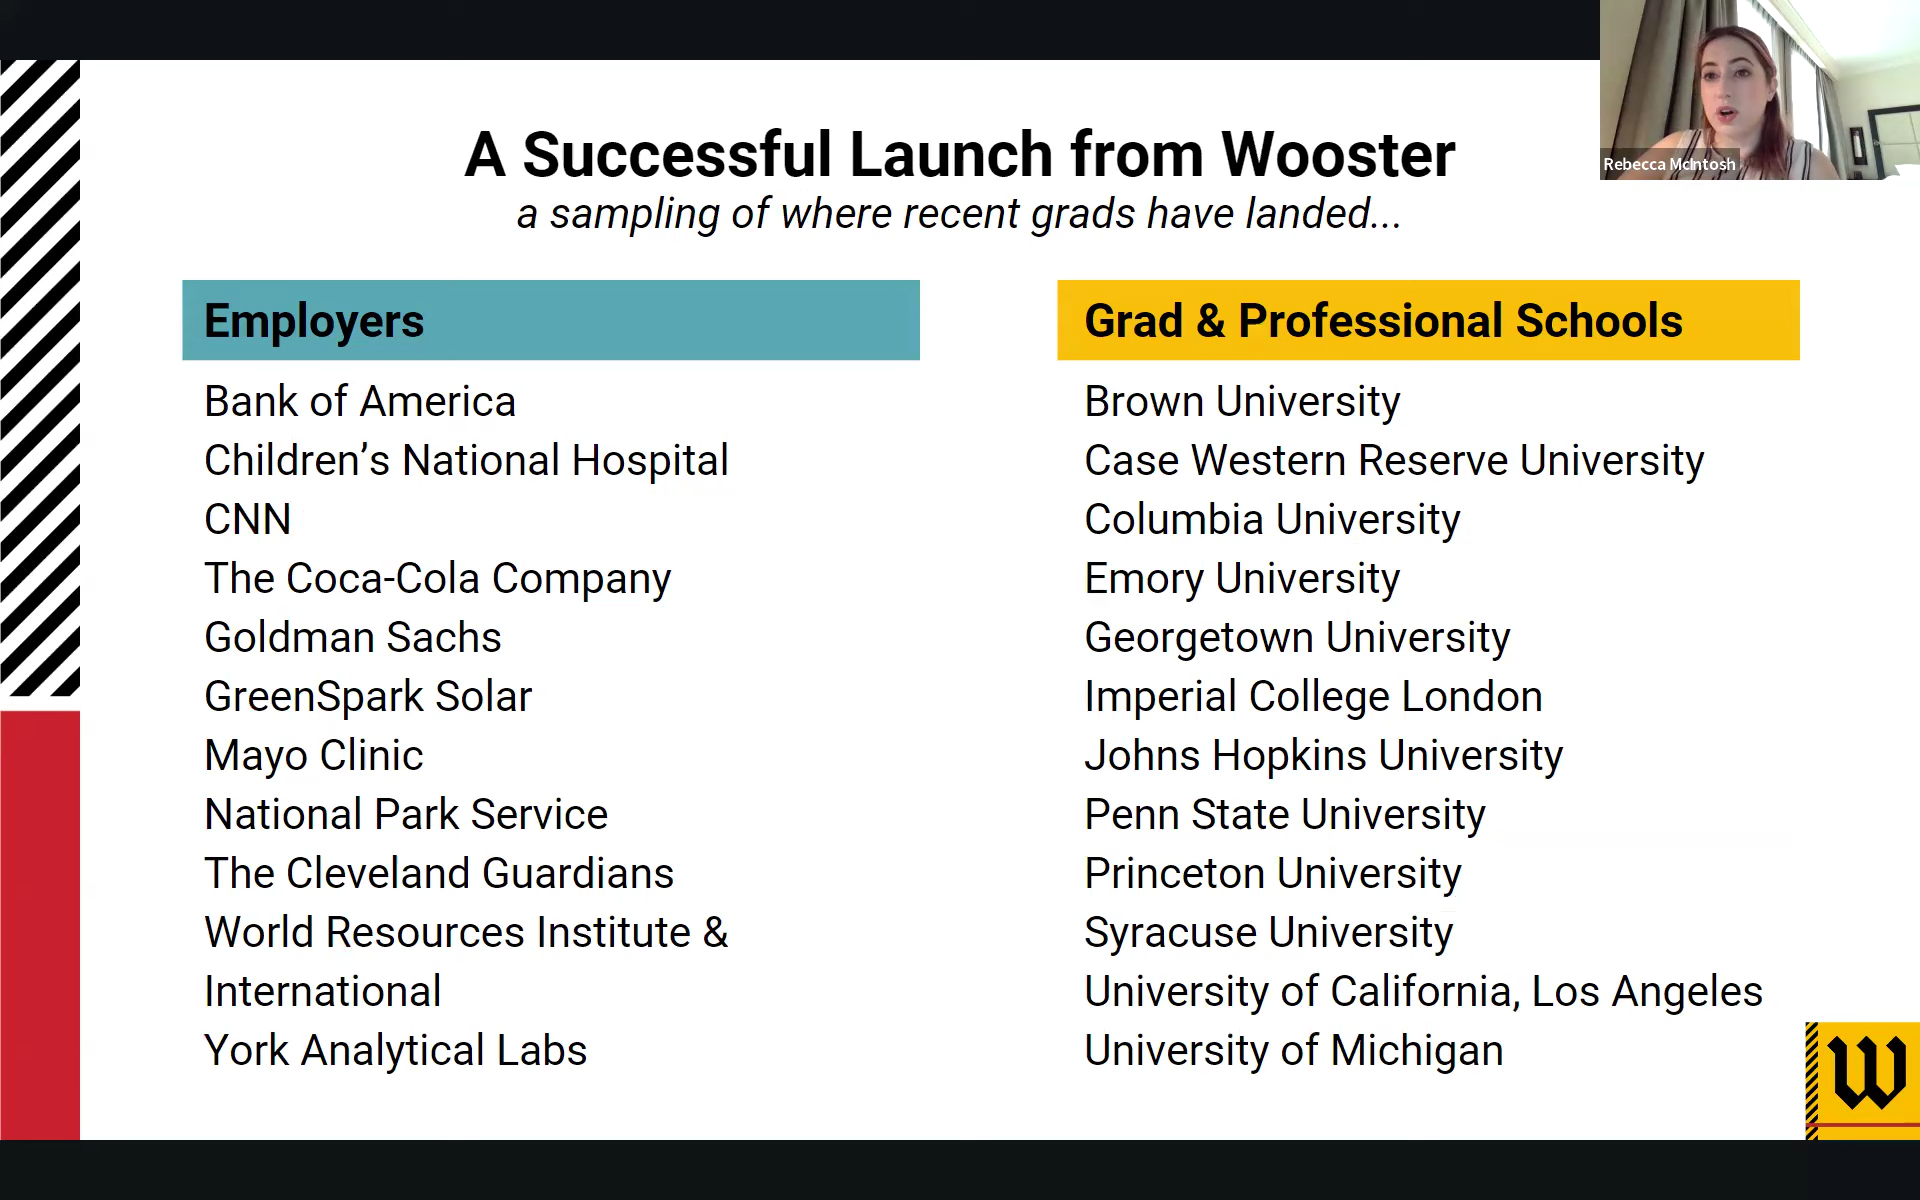 Rebecca McIntosh
A Successful Launch from Wooster
a sampling of where recent grads have landed...
Employers
Bank of America
Children’s National Hospital
CNN
The Coca-Cola Company
Goldman Sachs
GreenSpark Solar
Mayo Clinic
National Park Service
The Cleveland Guardians
World Resources Institute &
International
York Analytical Labs
Grad & Professional Schools
Brown University
Case Western Reserve University
Columbia University
Emory University
Georgetown University
Imperial College London
Johns Hopkins University
Penn State University
Princeton University
Syracuse University
University of California, Los Angeles
University of Michigan
W